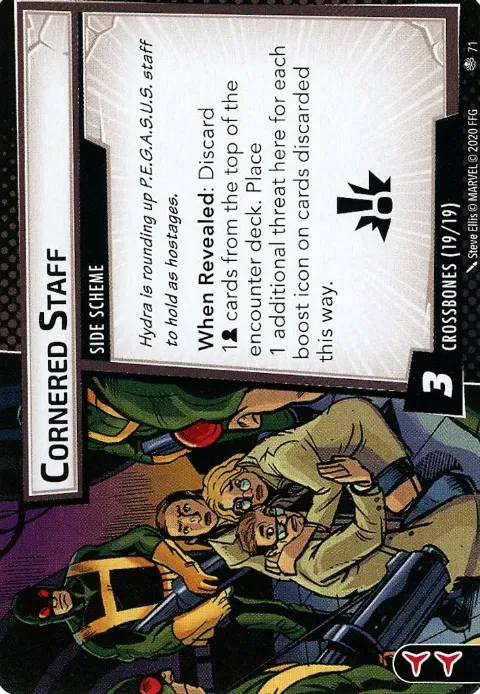 CORNERED STAFF
SIDE SCHEME
Hydra is rounding up P.E.G.A.S.U.S. staff
to hold as hostages.
When Revealed: Discard
1 cards from the top of the
encounter deck. Place
1 additional threat here for each
boost icon on cards discarded
this way.
3
CROSSBONES (19/19)
Steve Ellis © MARVEL © 2020 FFG
71